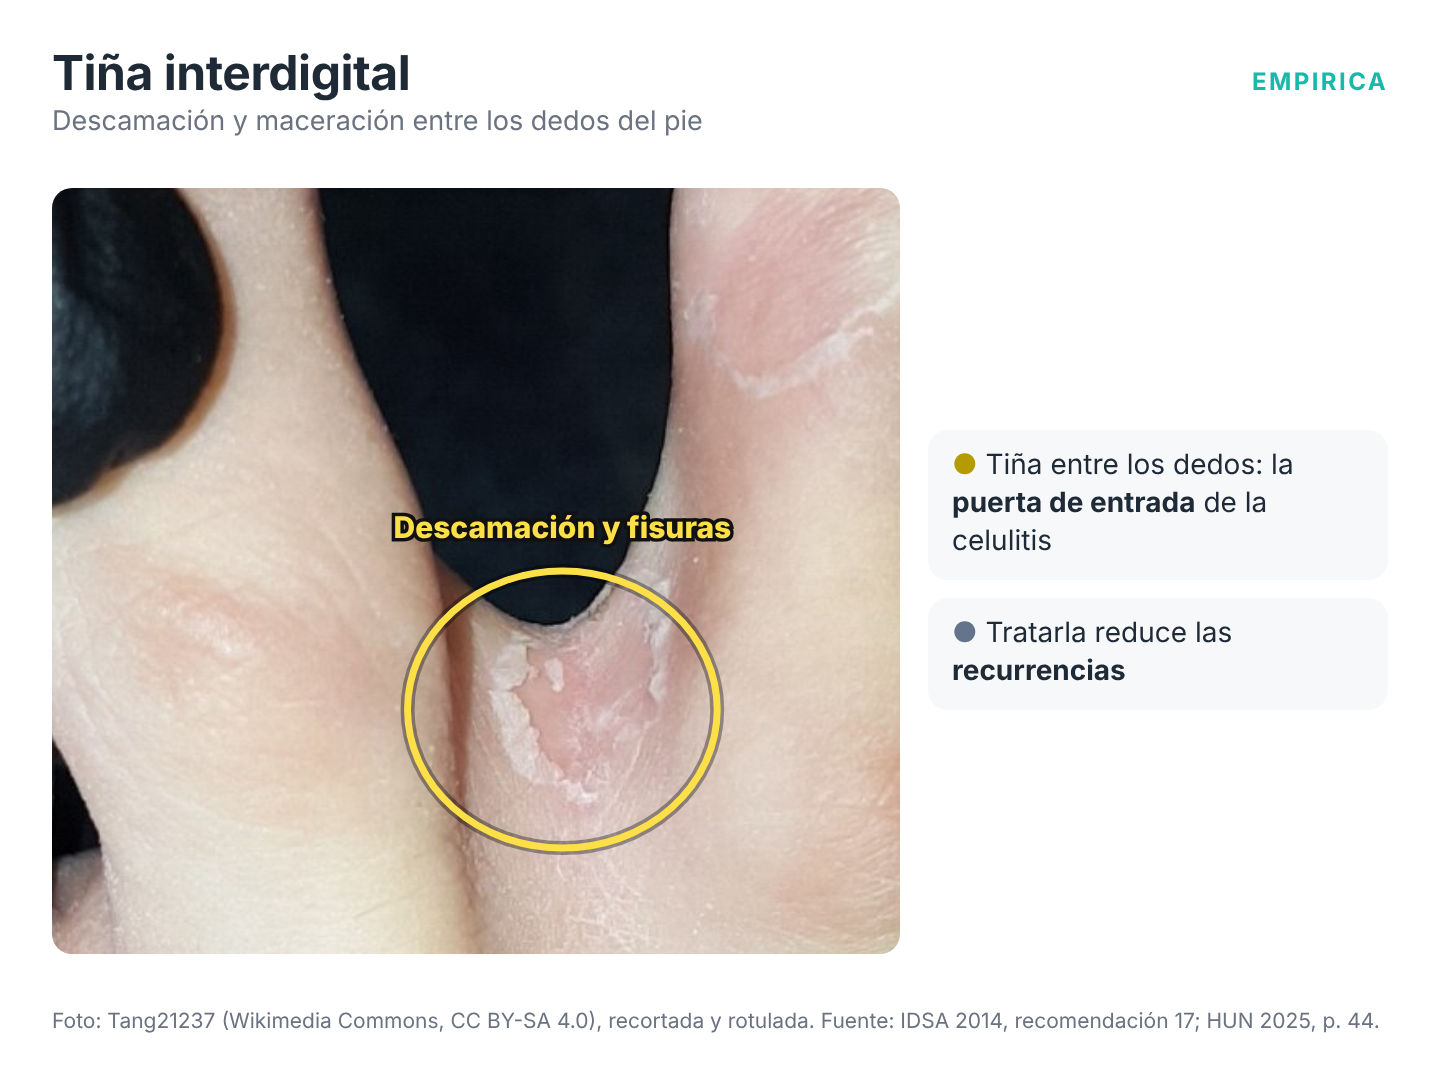 Tiña interdigital
EMPIRICA
Descamación y maceración entre los dedos del pie
Descamación y fisuras
Tiña entre los dedos: la
puerta de entrada de la
celulitis
Tratarla reduce las
recurrencias
Foto: Tang21237 (Wikimedia Commons, CC BY-SA 4.0), recortada y rotulada. Fuente: IDSA 2014, recomendación 17; HUN 2025, p. 44.